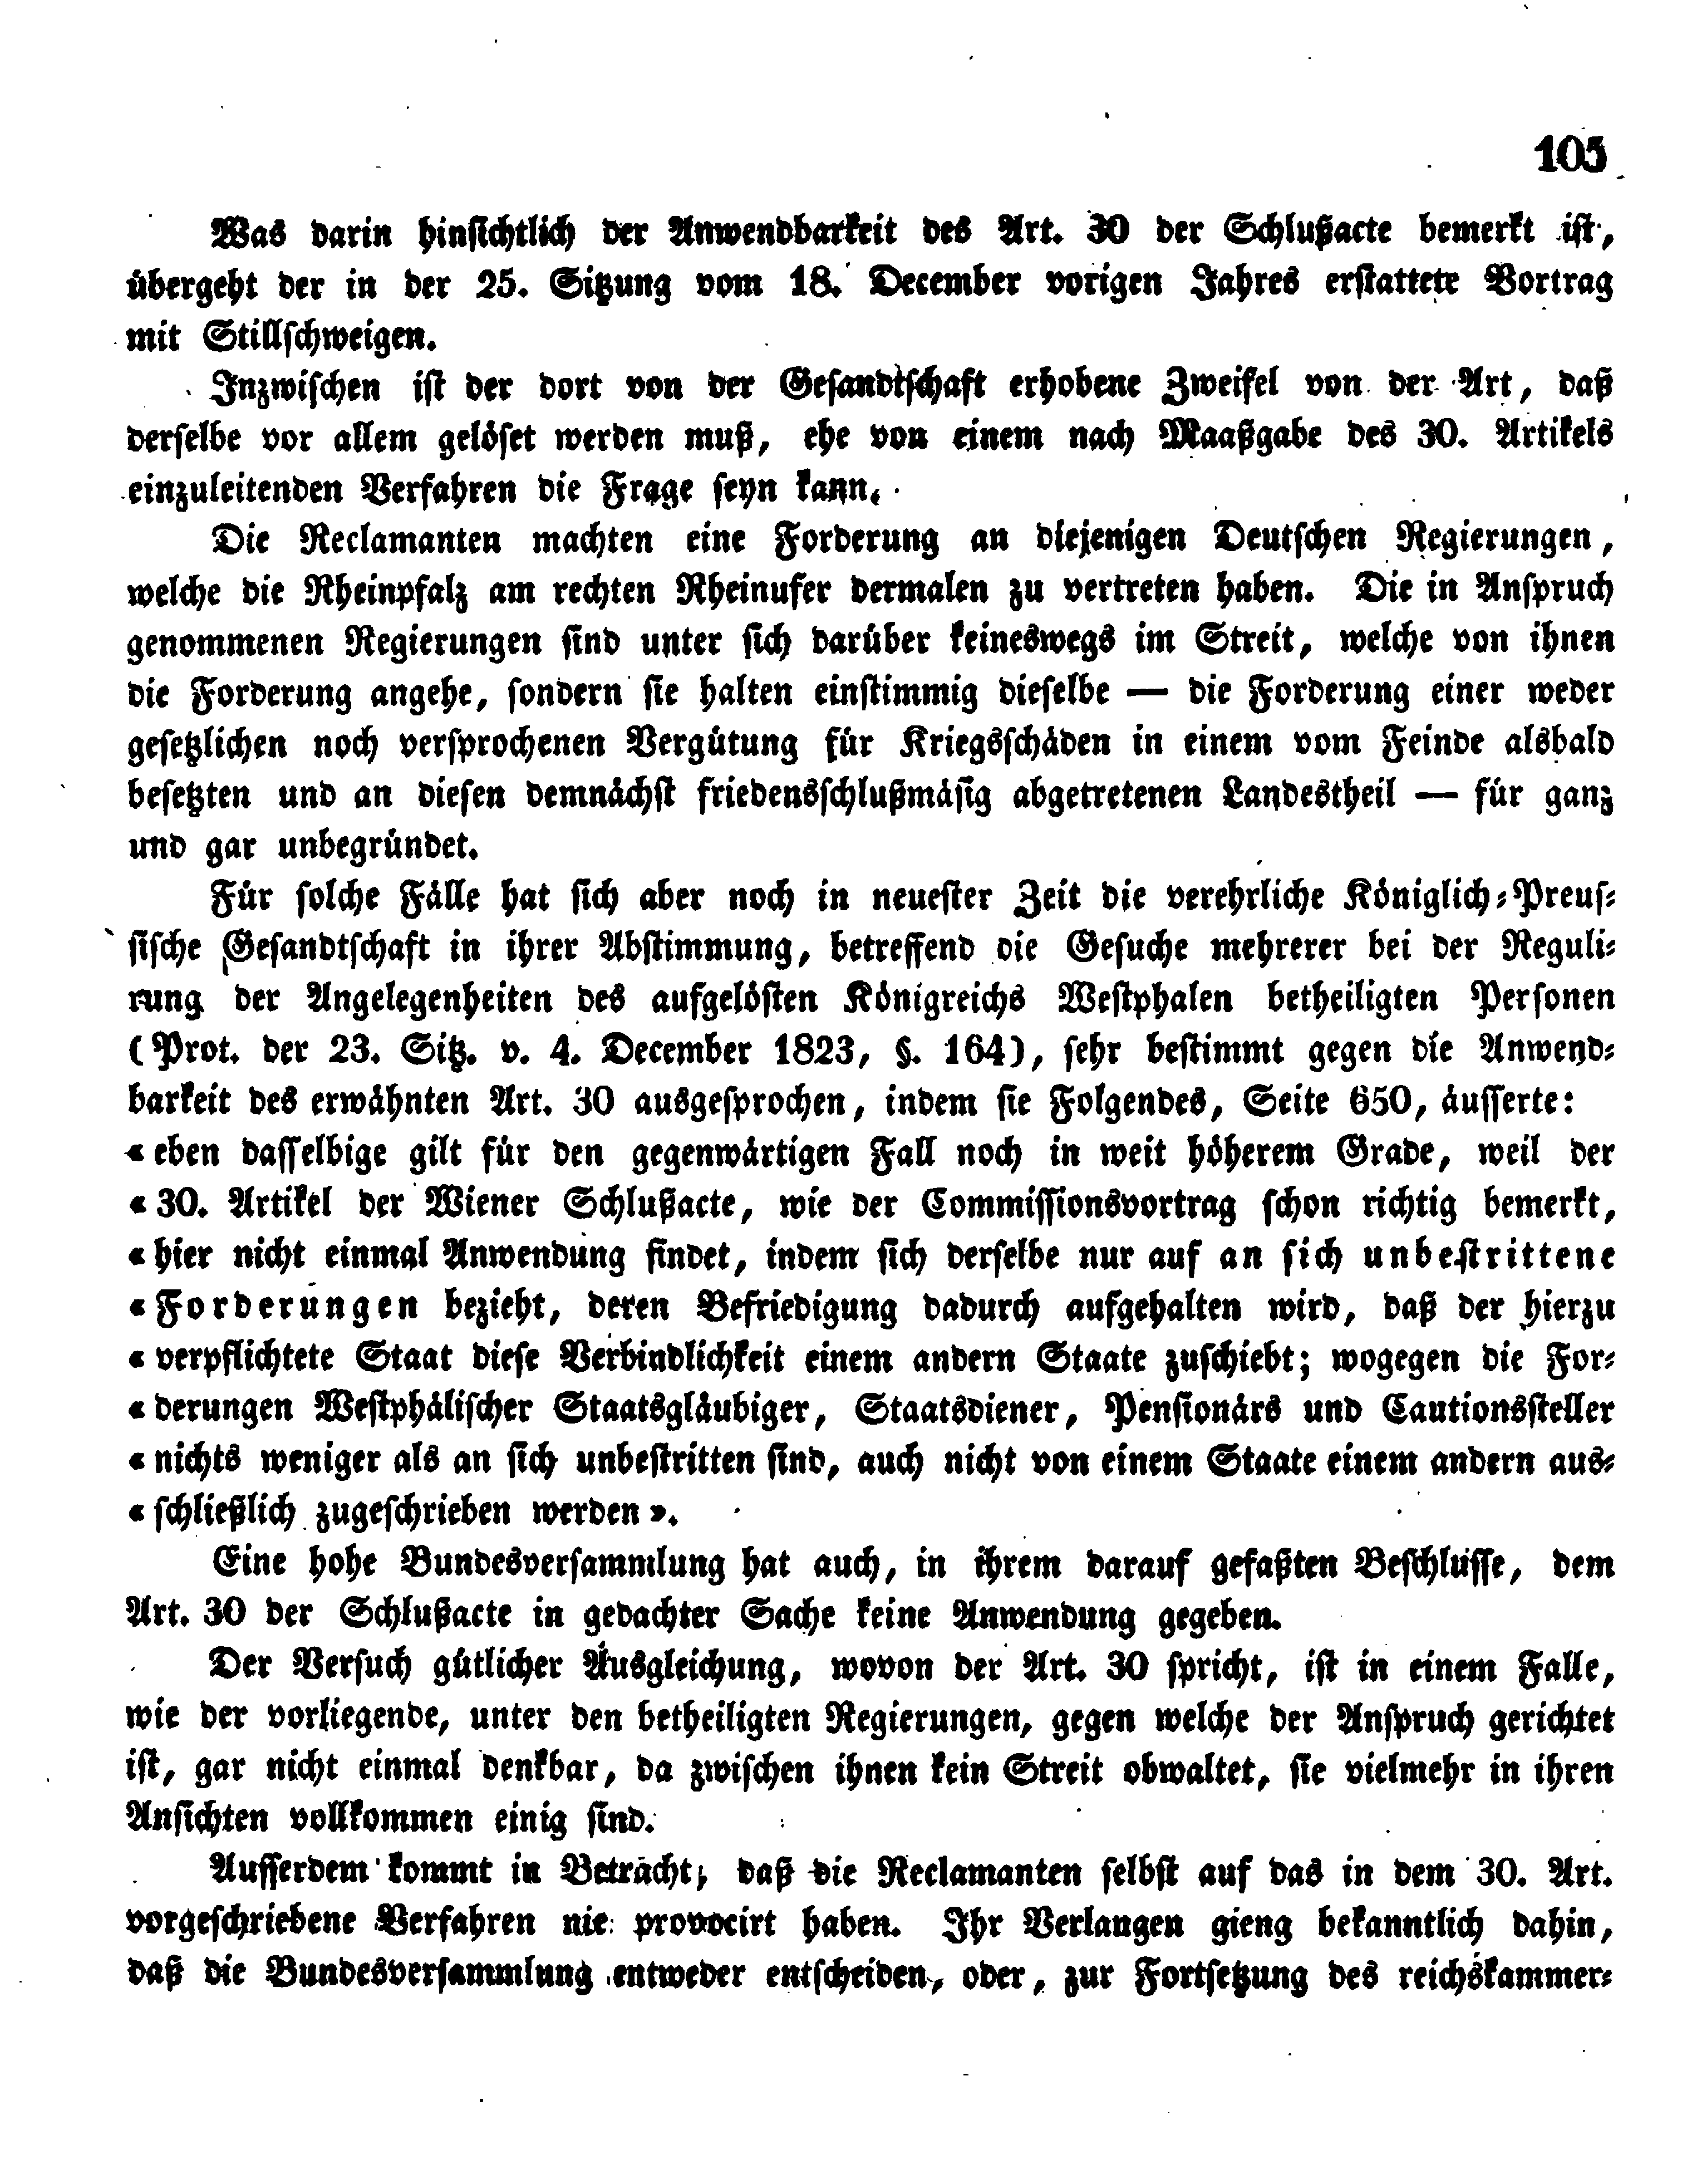 105
Was darin hinsichtlich der Anwendbarkeit des Art. 30 der Schlußacte bemerkt ist,
übergeht der in der 25. Sitzung vom 18. December vorigen Jahres erstattete Vortrag
mit Stillschweigen.
Inzwischen ist der dort von der Gesandtschaft erhobene Zweifel von der Art, daß
derselbe vor allem gelöset werden muß, ehe von einem nach Maaßgabe des 30. Artikels
einzuleitenden Verfahren die Frage seyn kann.
Die Reclamanten machten eine Forderung an diejenigen Deutschen Regierungen,
welche die Rheinpfalz am rechten Rheinufer dermalen zu vertreten haben. Die in Anspruch
genommenen Regierungen sind unter sich darüber keineswegs im Streit, welche von ihnen
die Forderung angehe, sondern sie halten einstimmig dieselbe — die Forderung einer weder
gesetzlichen noch versprochenen Vergütung für Kriegsschäden in einem vom Feinde alsbald
besetzten und an diesen demnächst friedensschlußmäsig abgetretenen Landestheil — für ganz
und gar unbegründet.
Für solche Fälle hat sich aber noch in neuester Zeit die verehrliche Königlich-Preus-
sische Gesandtschaft in ihrer Abstimmung, betreffend die Gesuche mehrerer bei der Reguli-
rung der Angelegenheiten des aufgelösten Königreichs Westphalen betheiligten Personen
(Prot. der 23. Sitz. v. 4. December 1823, §. 164), sehr bestimmt gegen die Anwend-
barkeit des erwähnten Art. 30 ausgesprochen, indem sie Folgendes, Seite 650, äusserte:
« eben dasselbige gilt für den gegenwärtigen Fall noch in weit höherem Grade, weil der
« 30. Artikel der Wiener Schlußacte, wie der Commissionsvortrag schon richtig bemerkt,
« hier nicht einmal Anwendung findet, indem sich derselbe nur auf an sich unbestrittene
« Forderungen bezieht, deren Befriedigung dadurch aufgehalten wird, daß der hierzu
« verpflichtete Staat diese Verbindlichkeit einem andern Staate zuschiebt; wogegen die For-
« derungen Westphälischer Staatsgläubiger, Staatsdiener, Pensionärs und Cautionssteller
« nichts weniger als an sich unbestritten sind, auch nicht von einem Staate einem andern aus-
« schließlich zugeschrieben werden ».
Eine hohe Bundesversammlung hat auch, in ihrem darauf gefaßten Beschlusse, dem
Art. 30 der Schlußacte in gedachter Sache keine Anwendung gegeben.
Der Versuch gütlicher Ausgleichung, wovon der Art. 30 spricht, ist in einem Falle,
wie der vorliegende, unter den betheiligten Regierungen, gegen welche der Anspruch gerichtet
ist, gar nicht einmal denkbar, da zwischen ihnen kein Streit obwaltet, sie vielmehr in ihren
Ansichten vollkommen einig sind.
Ausserdem kommt in Betracht, daß die Reclamanten selbst auf das in dem 30. Art.
vorgeschriebene Verfahren nie provocirt haben. Ihr Verlangen gieng bekanntlich dahin,
daß die Bundesversammlung entweder entscheiden, oder, zur Fortsetzung des reichskammer-